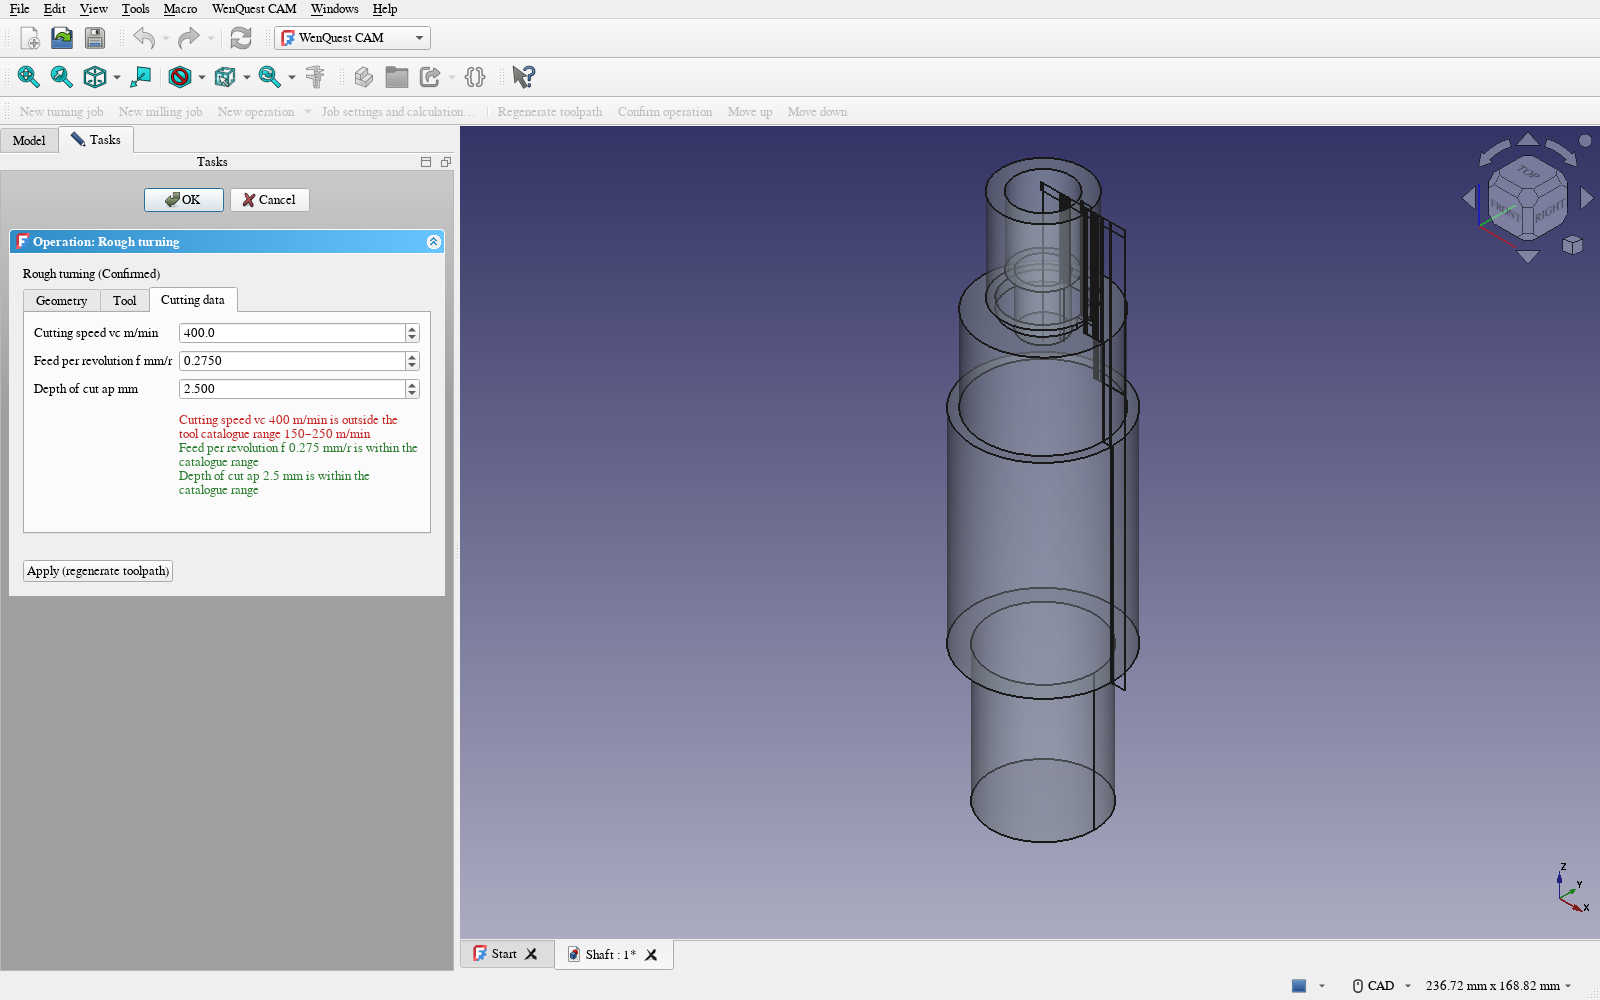 File Edit View Tools Macro WenQuest CAM Windows Help
WenQuest CAM
New turning job New milling job New operation Job settings and calculation... Regenerate toolpath Confirm operation Move up Move down
Model Tasks
Tasks
OK Cancel
Operation: Rough turning
Rough turning (Confirmed)
Geometry Tool Cutting data
Cutting speed vc m/min 400.0
Feed per revolution f mm/r 0.2750
Depth of cut ap mm 2.500
Cutting speed vc 400 m/min is outside the
tool catalogue range 150–250 m/min
Feed per revolution f 0.275 mm/r is within the
catalogue range
Depth of cut ap 2.5 mm is within the
catalogue range
Apply (regenerate toolpath)
TOP
FRONT RIGHT
Z
Y
X
Start Shaft : 1*
CAD 236.72 mm x 168.82 mm